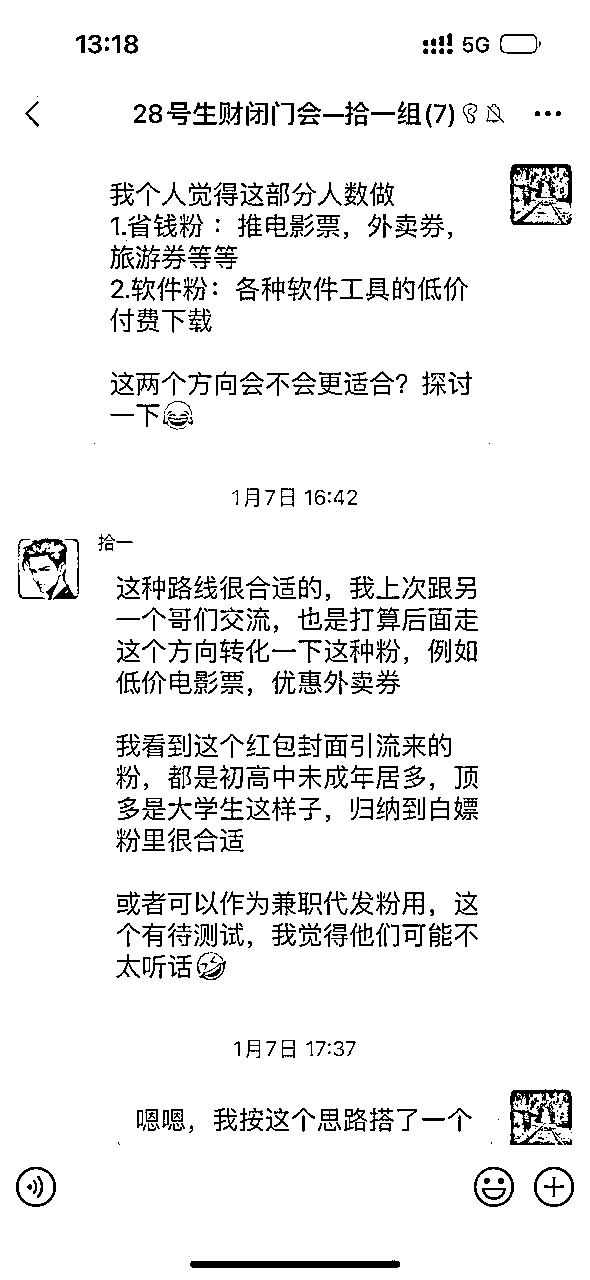 13:18
5G
28号生财闭门会—拾一组(7)
我个人觉得这部分人数做
1.省钱粉：推电影票，外卖券，
旅游券等等
2.软件粉：各种软件工具的低价
付费下载
这两个方向会不会更适合？探讨
一下😂
1月7日 16:42
拾一
这种路线很合适的，我上次跟另
一个哥们交流，也是打算后面走
这个方向转化一下这种粉，例如
低价电影票，优惠外卖券
我看到这个红包封面引流来的
粉，都是初高中未成年居多，顶
多是大学生这样子，归纳到白嫖
粉里很合适
或者可以作为兼职代发粉用，这
个有待测试，我觉得他们可能不
太听话🤣
1月7日 17:37
嗯嗯，我按这个思路搭了一个